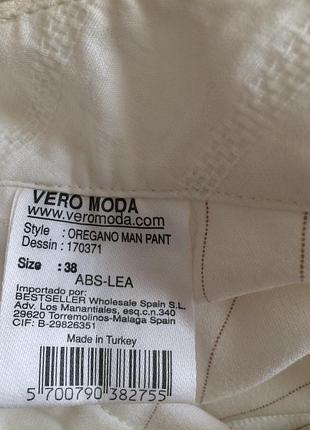 VERO MODA
www.veromoda.com
Style : OREGANO MAN PANT
Dessin : 170371
Size : 38
ABS-LEA
Importado por:
BESTSELLER Wholesale Spain S.L.
Adv. Los Manantiales, esq.c.n.340
29620 Torremolinos-Malaga Spain
CIF: B-29826351
Made in Turkey
5 700790 382755